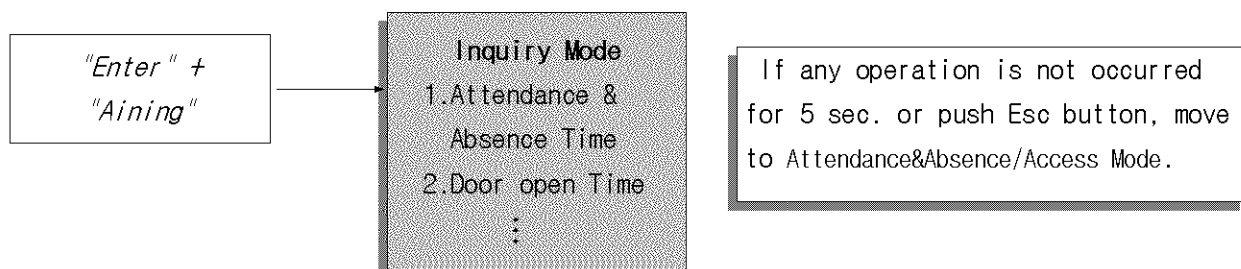 "Enter" +
"Aining"
Inquiry Mode
1.Attendance &
Absence Time
2.Door open Time
⋮
If any operation is not occurred
for 5 sec. or push Esc button, move
to Attendance&Absence/Access Mode.